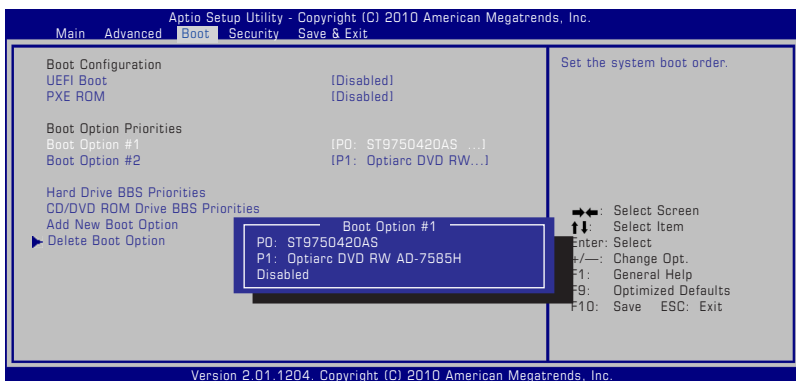 Aptio Setup Utility - Copyright (C) 2010 American Megatrends, Inc.
Main Advanced Boot Security Save & Exit
Boot Configuration
UEFI Boot [Disabled]
PXE ROM [Disabled]
Boot Option Priorities
Boot Option #1 [P0: ST9750420AS ...]
Boot Option #2 [P1: Optiarc DVD RW...]
Hard Drive BBS Priorities
CD/DVD ROM Drive BBS Priorities
Add New Boot Option
Delete Boot Option
Boot Option #1
P0: ST9750420AS
P1: Optiarc DVD RW AD-7585H
Disabled
Set the system boot order.
→←: Select Screen
↑↓: Select Item
Enter: Select
+/—: Change Opt.
F1: General Help
F9: Optimized Defaults
F10: Save ESC: Exit
Version 2.01.1204. Copyright (C) 2010 American Megatrends, Inc.